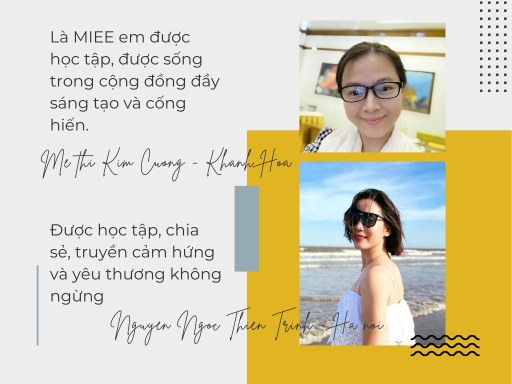 Là MIEE em được
học tập, được sống
trong cộng đồng đầy
sáng tạo và cống
hiến.
Me thi Kim Cuong - Khanh Hoa
Được học tập, chia
sẻ, truyền cảm hứng
và yêu thương không
ngừng
Nguyen Ngoc Thien Trinh - Ha noi